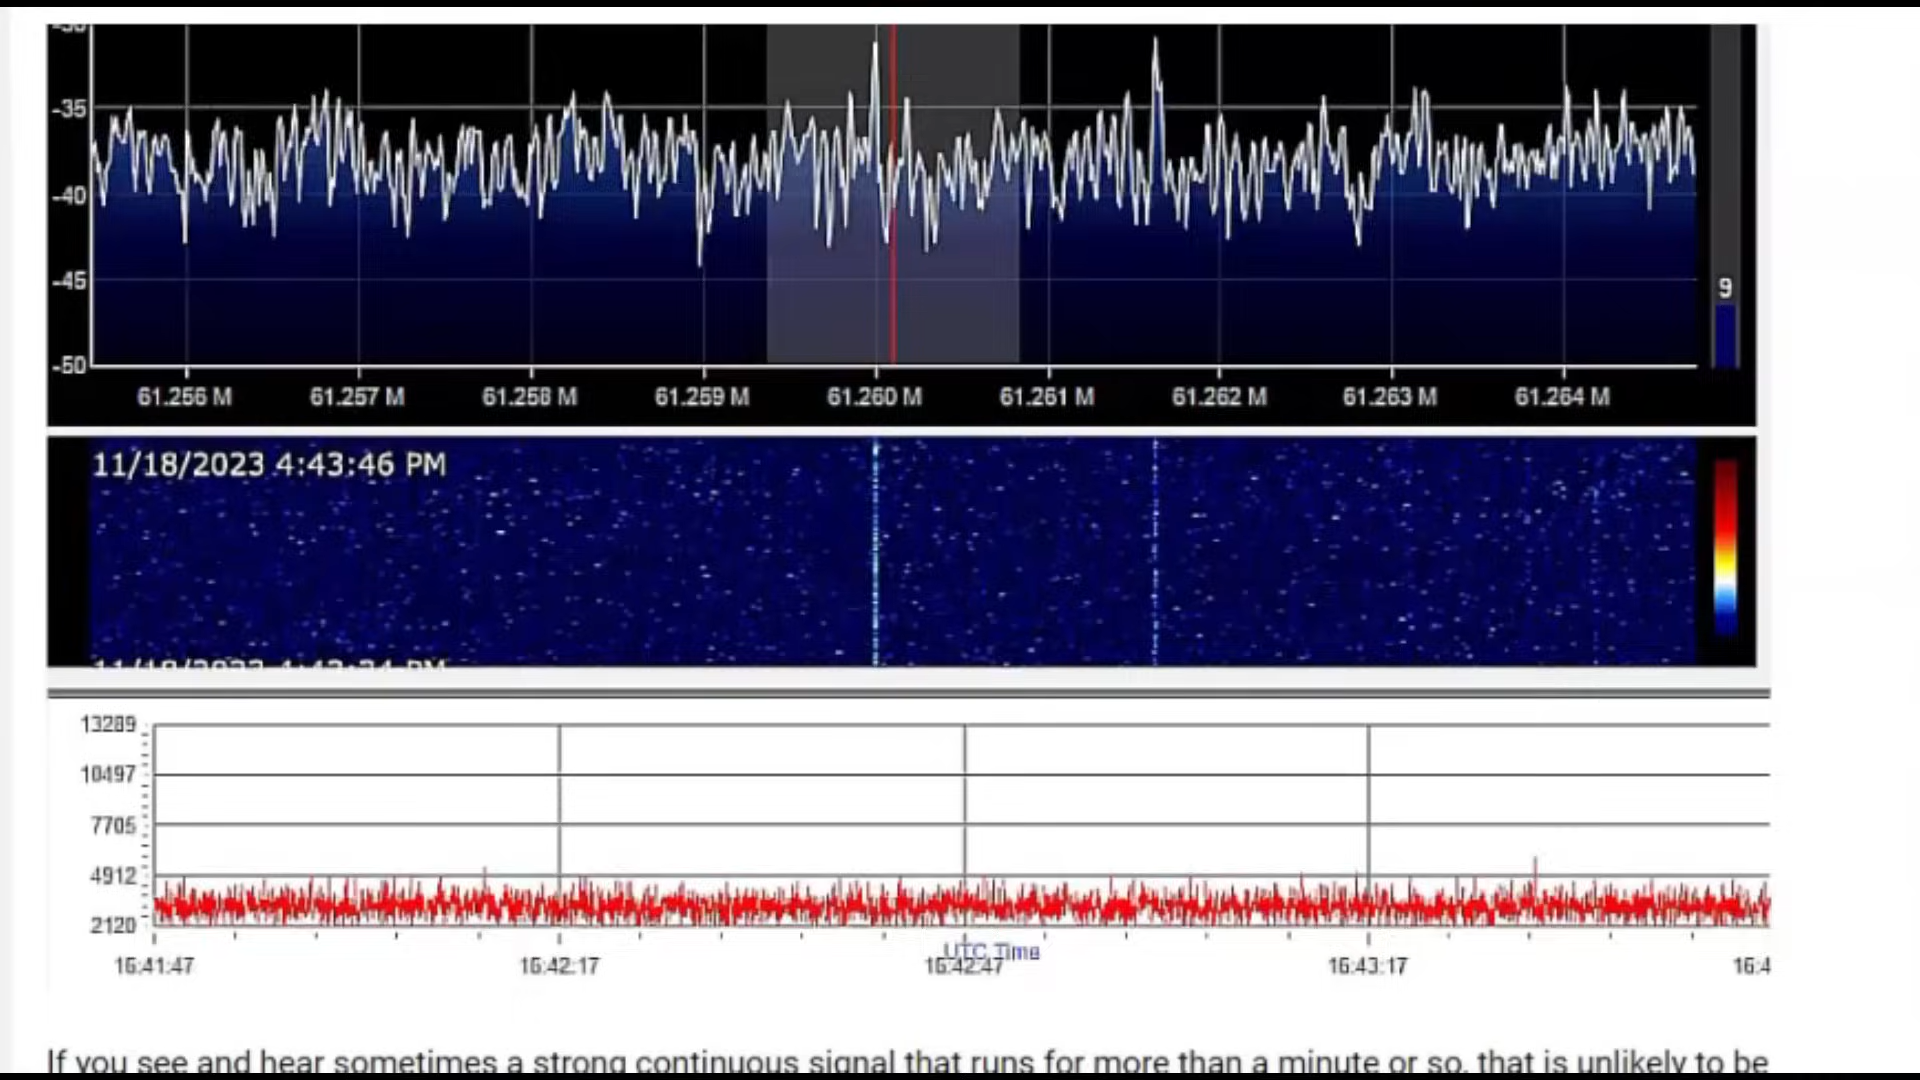 -35
-40
-45
-50
9
61.256 M 61.257 M 61.258 M 61.259 M 61.260 M 61.261 M 61.262 M 61.263 M 61.264 M
11/18/2023 4:43:46 PM
13289
10497
7705
4912
2120
UTC Time
16:41:47 16:42:17 16:42:47 16:43:17 16:4
If you see and hear sometimes a strong continuous signal that runs for more than a minute or so, that is unlikely to be